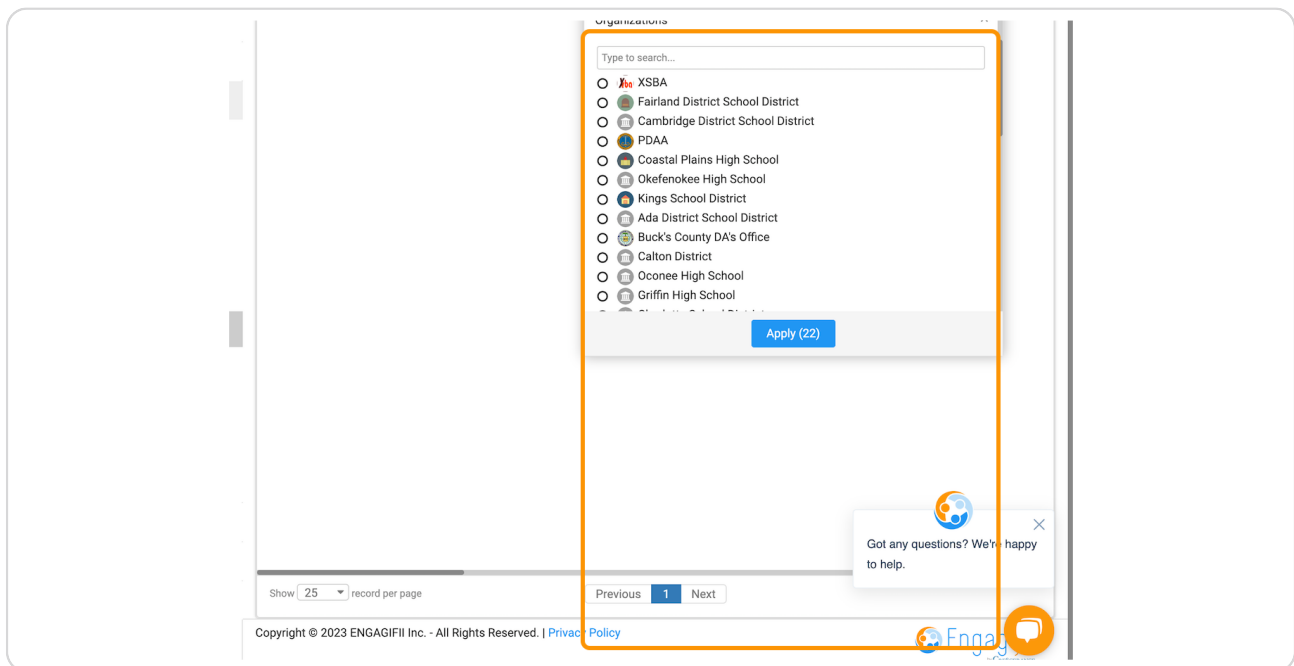 Organizations
Type to search...
Xba XSBA
Fairland District School District
Cambridge District School District
PDAA
Coastal Plains High School
Okefenokee High School
Kings School District
Ada District School District
Buck's County DA's Office
Calton District
Oconee High School
Griffin High School
Apply (22)
Got any questions? We're happy
to help.
Show 25 record per page
Previous 1 Next
Copyright © 2023 ENGAGIFII Inc. - All Rights Reserved. | Privacy Policy
Engag